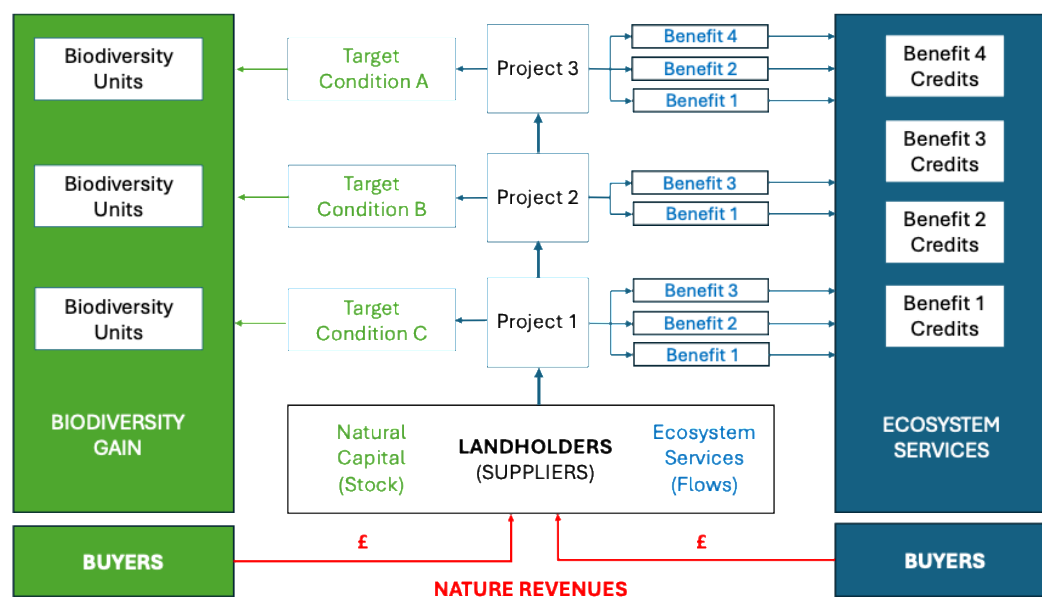 Biodiversity
Units
Target
Condition A
Project 3
Benefit 4
Benefit 2
Benefit 1
Benefit 4
Credits
Biodiversity
Units
Target
Condition B
Project 2
Benefit 3
Benefit 1
Benefit 3
Credits
Benefit 2
Credits
Biodiversity
Units
Target
Condition C
Project 1
Benefit 3
Benefit 2
Benefit 1
Benefit 1
Credits
BIODIVERSITY
GAIN
Natural
Capital
(Stock)
LANDHOLDERS
(SUPPLIERS)
Ecosystem
Services
(Flows)
ECOSYSTEM
SERVICES
BUYERS
£
£
BUYERS
NATURE REVENUES